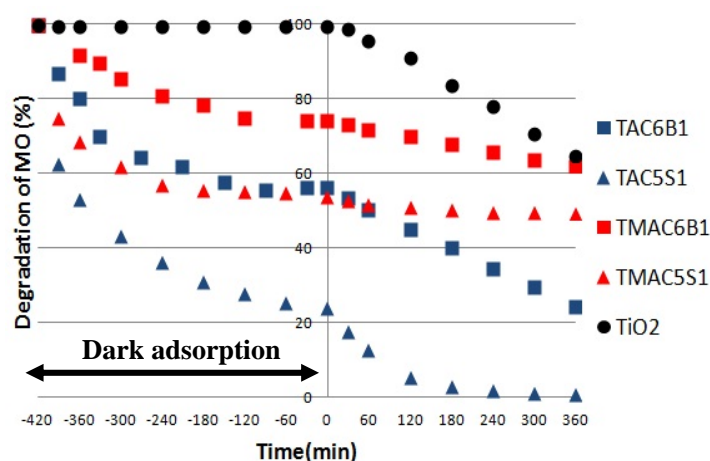 100
80
60
40
20
0
Degradation of MO (%)
Dark adsorption
-420 -360 -300 -240 -180 -120 -60 0 60 120 180 240 300 360
Time(min)
TAC6B1
TAC5S1
TMAC6B1
TMAC5S1
TiO2